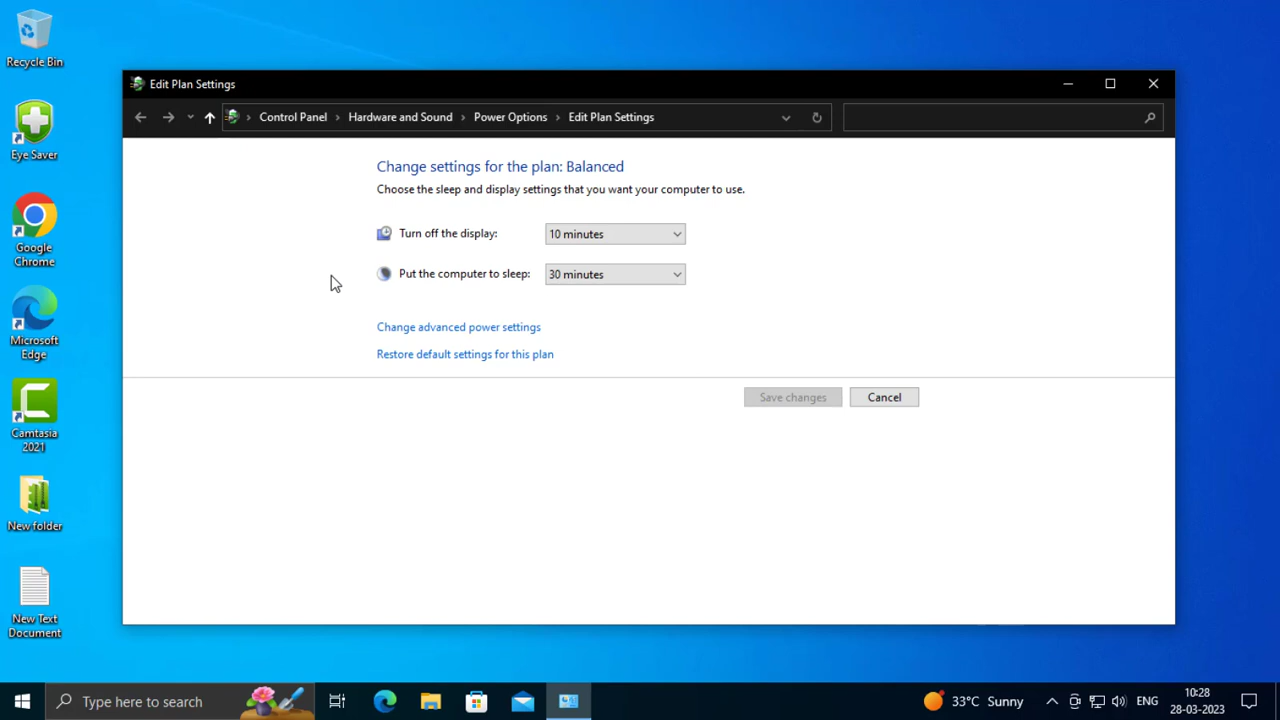 Recycle Bin
Eye Saver
Google
Chrome
Microsoft
Edge
Camtasia
2021
New folder
New Text
Document
Edit Plan Settings
Control Panel
Hardware and Sound
Power Options
Edit Plan Settings
Change settings for the plan: Balanced
Choose the sleep and display settings that you want your computer to use.
Turn off the display: 10 minutes
Put the computer to sleep: 30 minutes
Change advanced power settings
Restore default settings for this plan
Save changes Cancel
Type here to search
33°C Sunny
ENG
10:28
28-03-2023